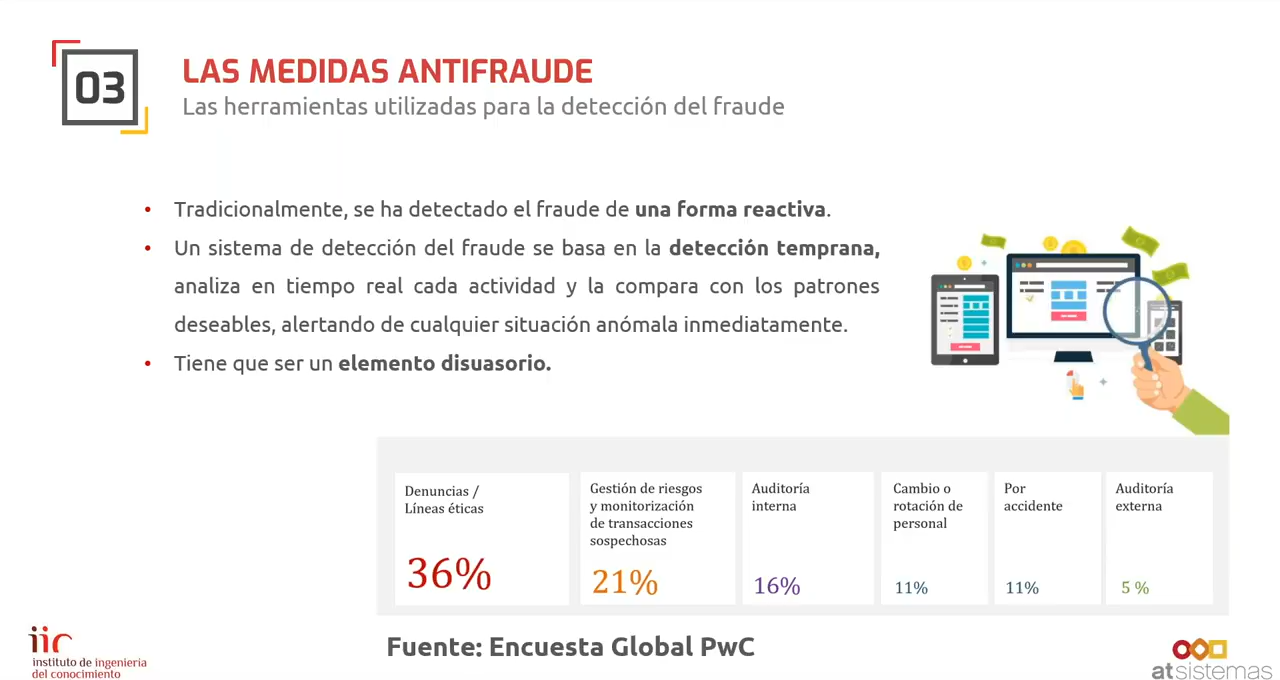 03
LAS MEDIDAS ANTIFRAUDE
Las herramientas utilizadas para la detección del fraude
• Tradicionalmente, se ha detectado el fraude de una forma reactiva.
• Un sistema de detección del fraude se basa en la detección temprana,
analiza en tiempo real cada actividad y la compara con los patrones
deseables, alertando de cualquier situación anómala inmediatamente.
• Tiene que ser un elemento disuasorio.
Denuncias /
Líneas éticas
36%
Gestión de riesgos
y monitorización
de transacciones
sospechosas
21%
Auditoría
interna
16%
Cambio o
rotación de
personal
11%
Por
accidente
11%
Auditoría
externa
5 %
Fuente: Encuesta Global PwC
iic
instituto de ingeniería
del conocimiento
atsistemas